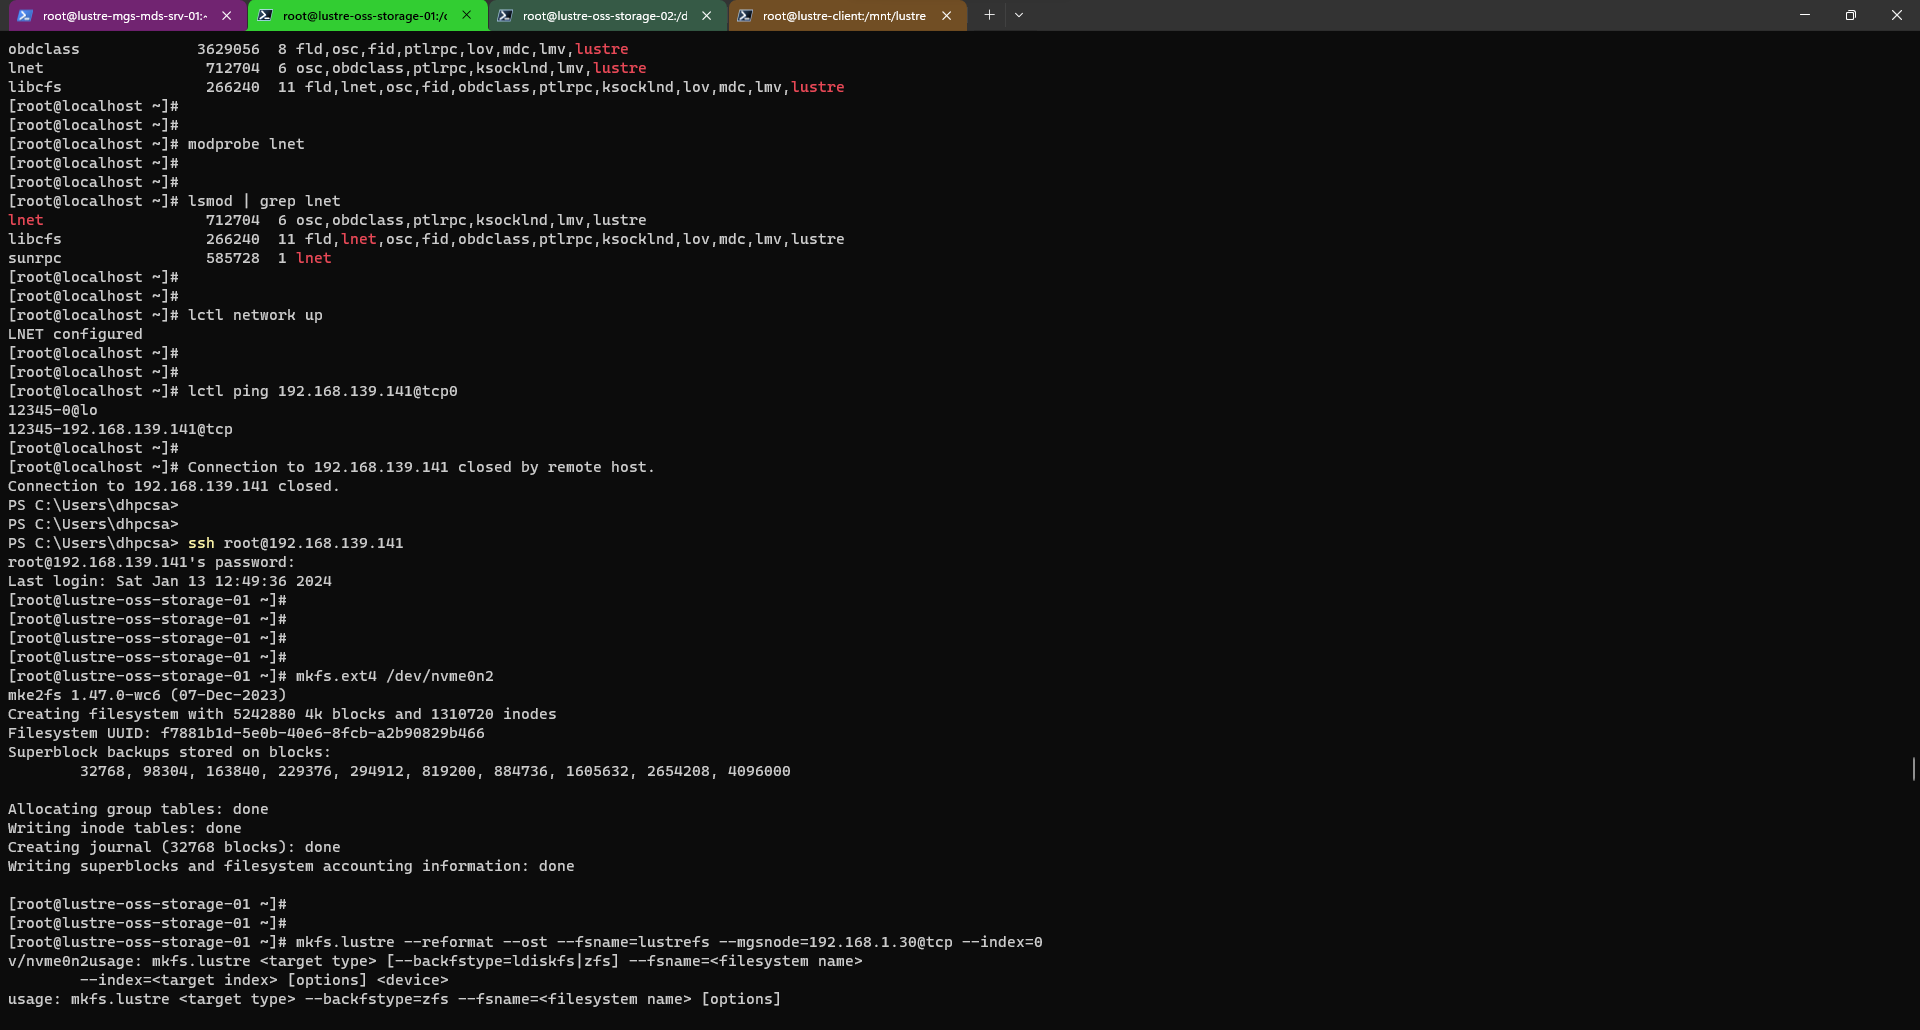 root@lustre-mgs-mds-srv-01:~
root@lustre-oss-storage-01:/c
root@lustre-oss-storage-02:/d
root@lustre-client:/mnt/lustre
obdclass             3629056  8 fld,osc,fid,ptlrpc,lov,mdc,lmv,lustre
lnet                  712704  6 osc,obdclass,ptlrpc,ksocklnd,lmv,lustre
libcfs                266240  11 fld,lnet,osc,fid,obdclass,ptlrpc,ksocklnd,lov,mdc,lmv,lustre
[root@localhost ~]#
[root@localhost ~]#
[root@localhost ~]# modprobe lnet
[root@localhost ~]#
[root@localhost ~]#
[root@localhost ~]# lsmod | grep lnet
lnet                  712704  6 osc,obdclass,ptlrpc,ksocklnd,lmv,lustre
libcfs                266240  11 fld,lnet,osc,fid,obdclass,ptlrpc,ksocklnd,lov,mdc,lmv,lustre
sunrpc                585728  1 lnet
[root@localhost ~]#
[root@localhost ~]#
[root@localhost ~]# lctl network up
LNET configured
[root@localhost ~]#
[root@localhost ~]#
[root@localhost ~]# lctl ping 192.168.139.141@tcp0
12345-0@lo
12345-192.168.139.141@tcp
[root@localhost ~]#
[root@localhost ~]# Connection to 192.168.139.141 closed by remote host.
Connection to 192.168.139.141 closed.
PS C:\Users\dhpcsa>
PS C:\Users\dhpcsa>
PS C:\Users\dhpcsa> ssh root@192.168.139.141
root@192.168.139.141's password:
Last login: Sat Jan 13 12:49:36 2024
[root@lustre-oss-storage-01 ~]#
[root@lustre-oss-storage-01 ~]#
[root@lustre-oss-storage-01 ~]#
[root@lustre-oss-storage-01 ~]#
[root@lustre-oss-storage-01 ~]# mkfs.ext4 /dev/nvme0n2
mke2fs 1.47.0-wc6 (07-Dec-2023)
Creating filesystem with 5242880 4k blocks and 1310720 inodes
Filesystem UUID: f7881b1d-5e0b-40e6-8fcb-a2b90829b466
Superblock backups stored on blocks:
        32768, 98304, 163840, 229376, 294912, 819200, 884736, 1605632, 2654208, 4096000
Allocating group tables: done
Writing inode tables: done
Creating journal (32768 blocks): done
Writing superblocks and filesystem accounting information: done
[root@lustre-oss-storage-01 ~]#
[root@lustre-oss-storage-01 ~]#
[root@lustre-oss-storage-01 ~]# mkfs.lustre --reformat --ost --fsname=lustrefs --mgsnode=192.168.1.30@tcp --index=0
v/nvme0n2usage: mkfs.lustre <target type> [--backfstype=ldiskfs|zfs] --fsname=<filesystem name>
        --index=<target index> [options] <device>
usage: mkfs.lustre <target type> --backfstype=zfs --fsname=<filesystem name> [options]